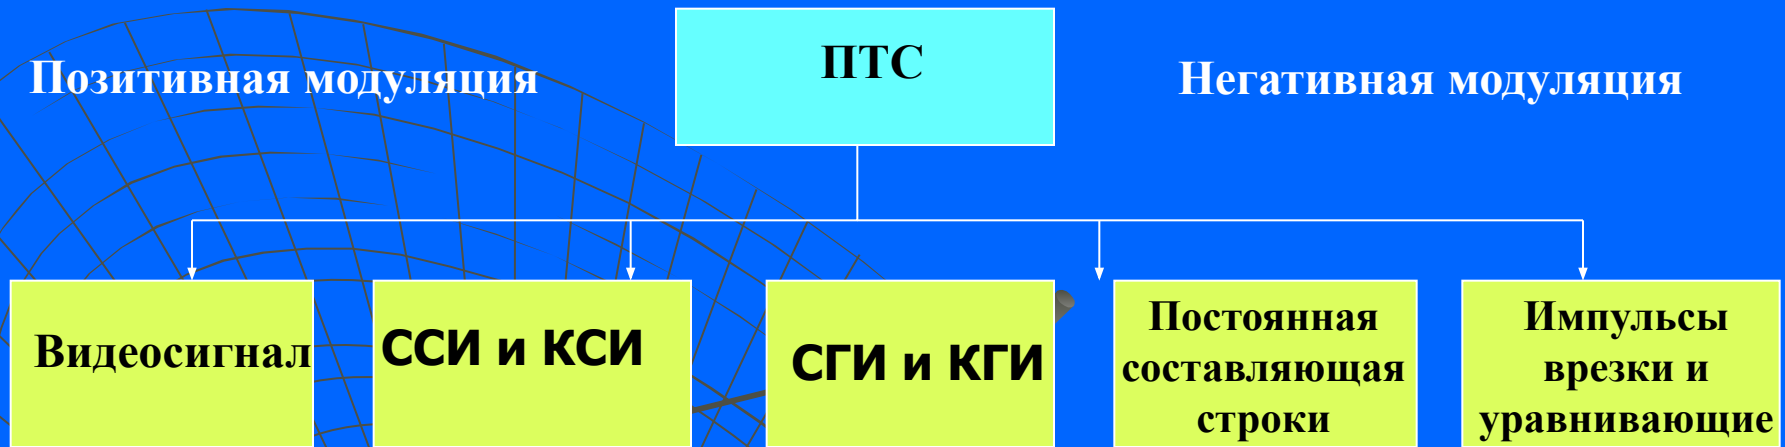 Позитивная модуляция
ПТС
Негативная модуляция
Видеосигнал
ССИ и КСИ
СГИ и КГИ
Постоянная
составляющая
строки
Импульсы
врезки и
уравнивающие